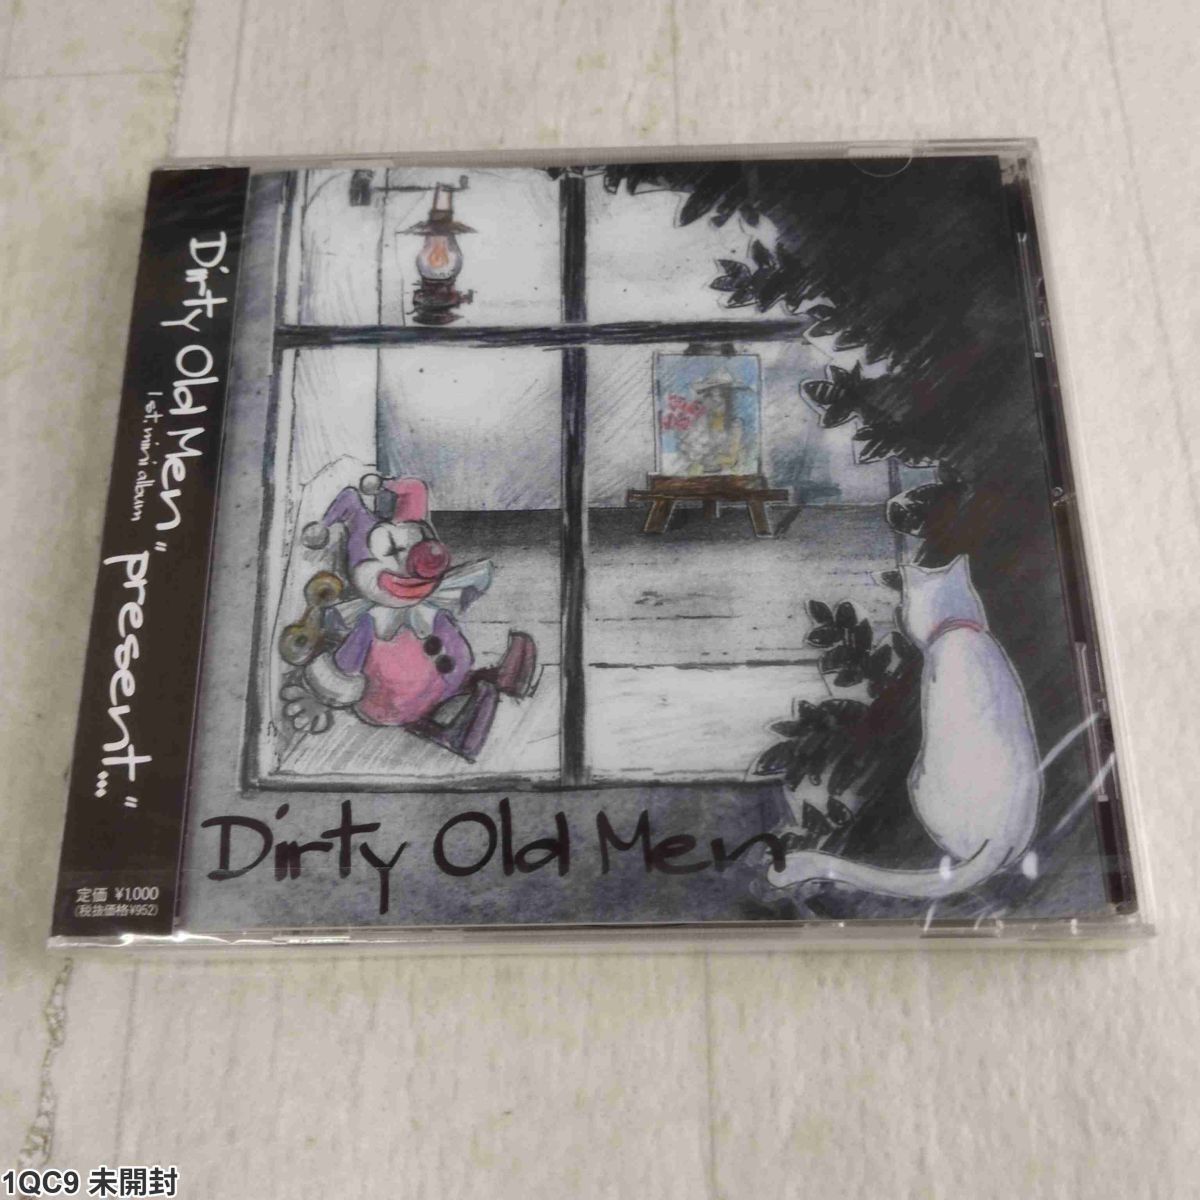 Dirty Old Men
1st. mini album
"present..."
定価 ¥1,000
(税抜価格¥952)
Dirty Old Men
1QC9 未開封